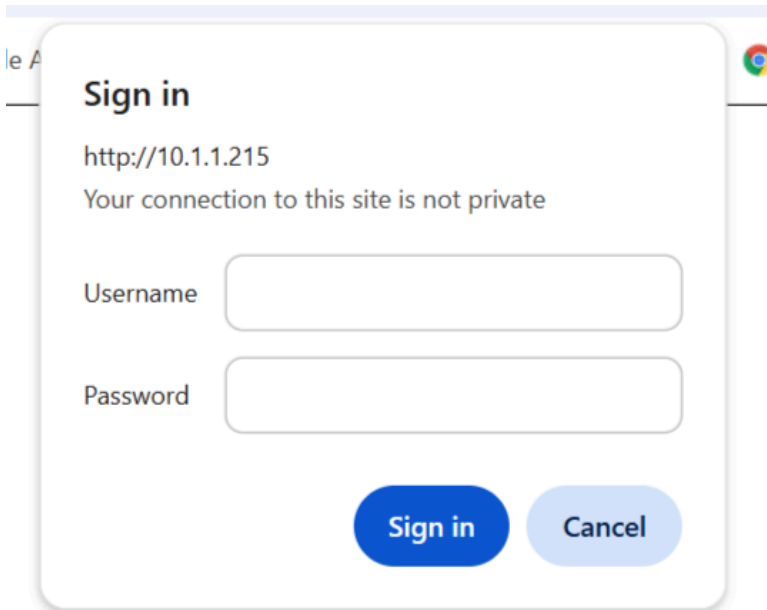 le A
Sign in
http://10.1.1.215
Your connection to this site is not private
Username
Password
Sign in
Cancel